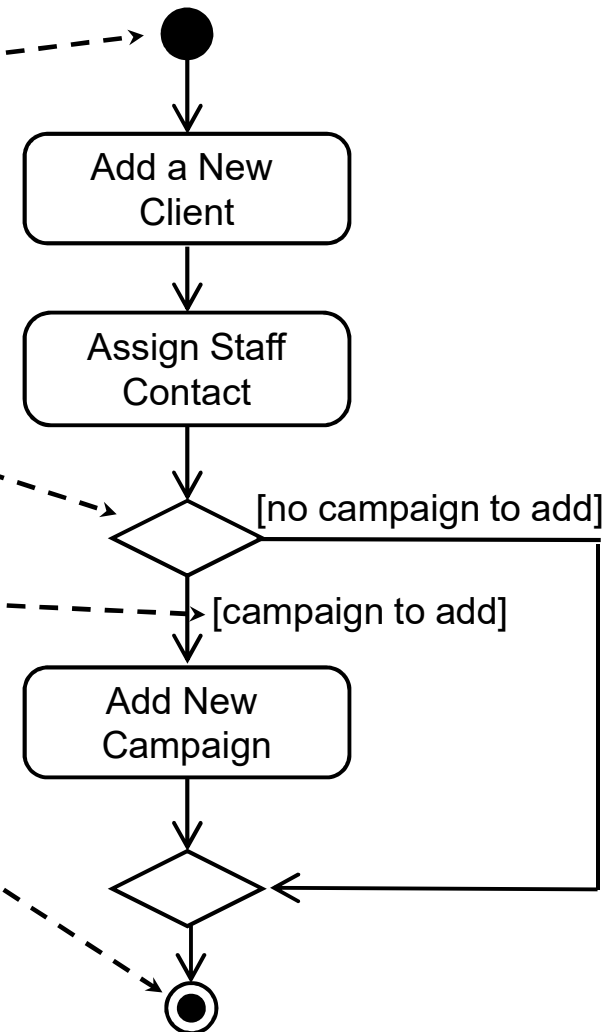 Add a New
Client
Assign Staff
Contact
[no campaign to add]
[campaign to add]
Add New
Campaign